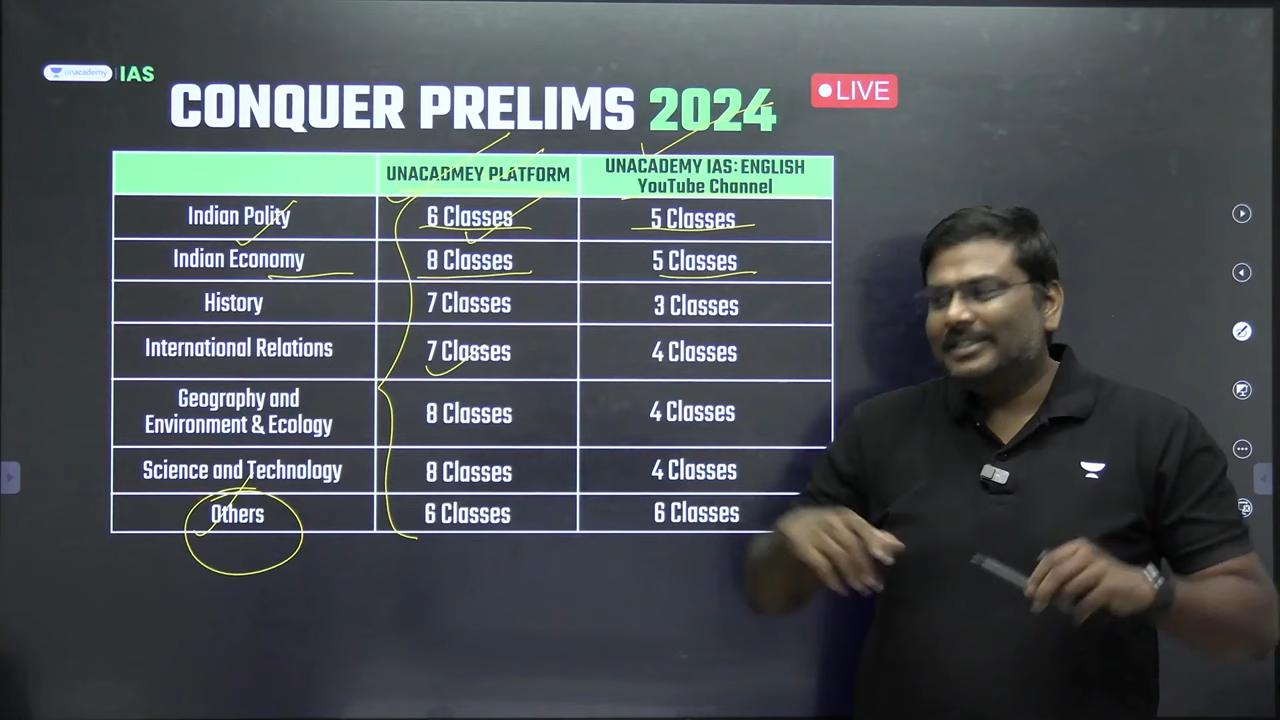 unacademy IAS
CONQUER PRELIMS 2024
LIVE
UNACADMEY PLATFORM
UNACADEMY IAS: ENGLISH
YouTube Channel
Indian Polity 6 Classes 5 Classes
Indian Economy 8 Classes 5 Classes
History 7 Classes 3 Classes
International Relations 7 Classes 4 Classes
Geography and
Environment & Ecology 8 Classes 4 Classes
Science and Technology 8 Classes 4 Classes
Others 6 Classes 6 Classes